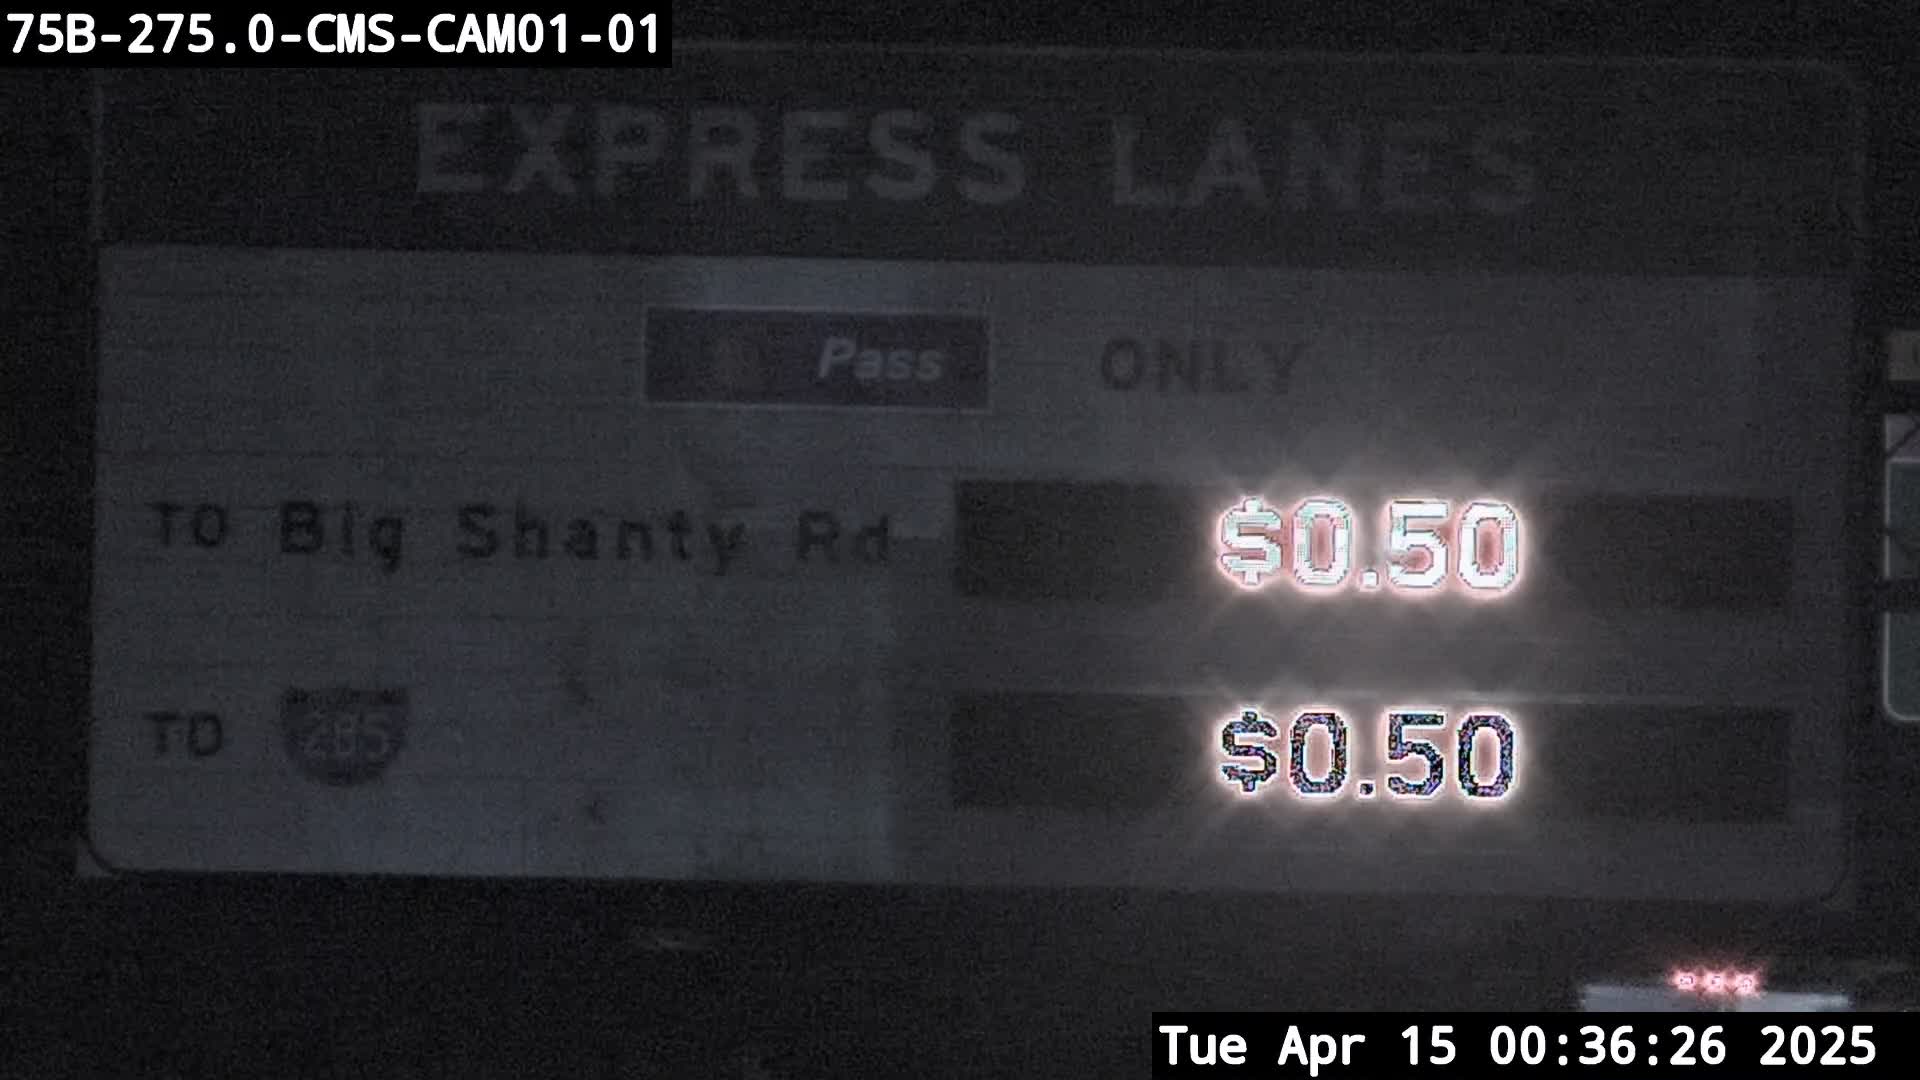 75B-275.0-CMS-CAM01-01
EXPRESS LANES
Pass ONLY
TO Big Shanty Rd $0.50
TO 285 $0.50
Tue Apr 15 00:36:26 2025